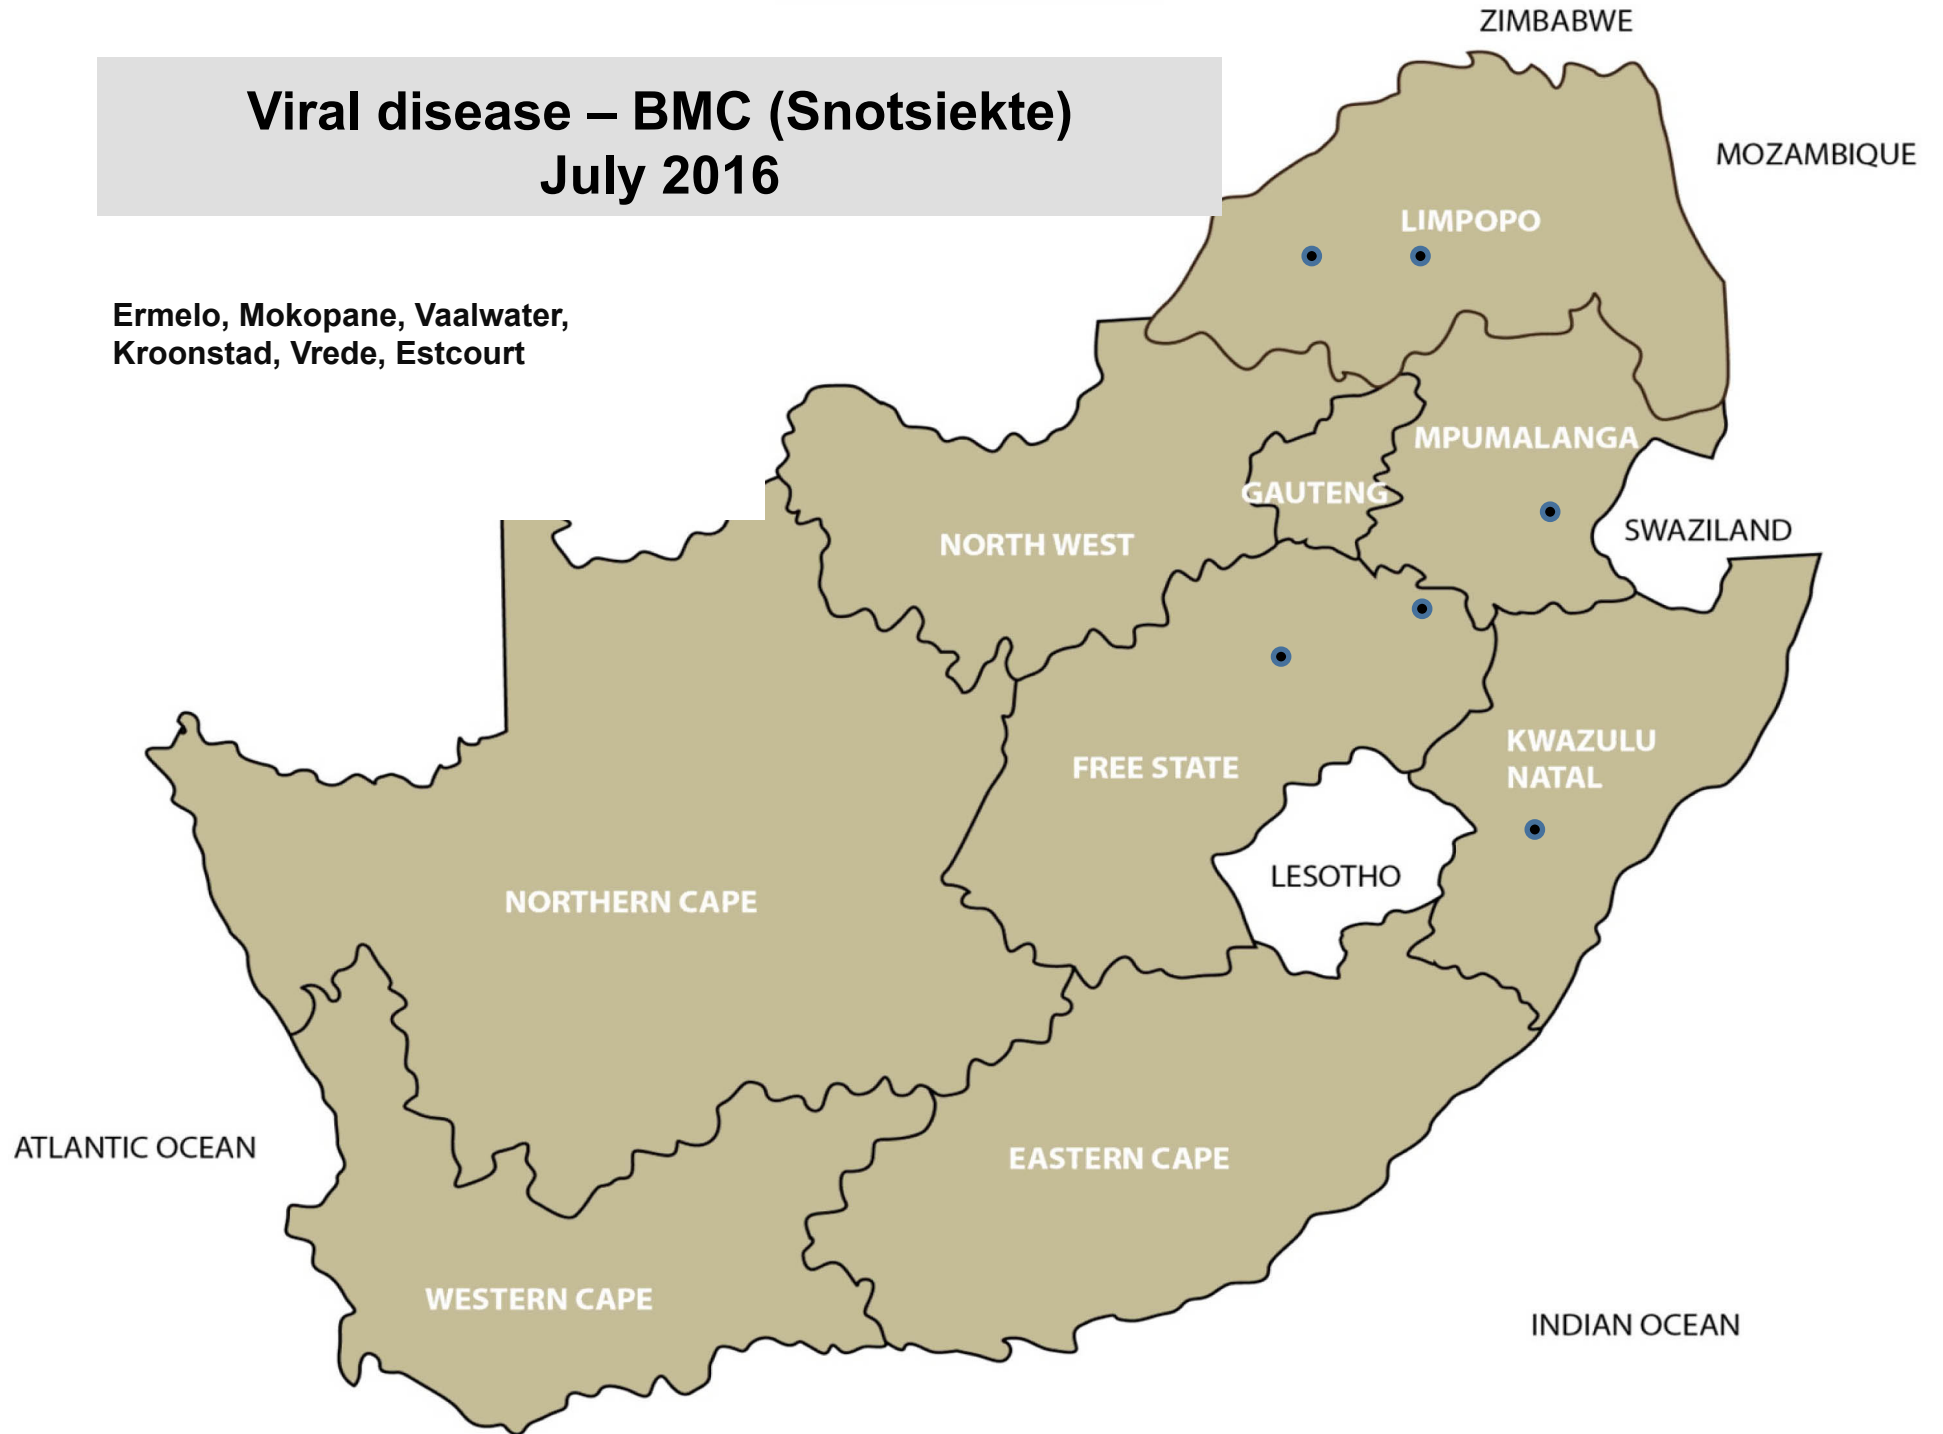 ZIMBABWE
Viral disease – BMC (Snotsiekte)
July 2016
MOZAMBIQUE
LIMPOPO
Ermelo, Mokopane, Vaalwater,
Kroonstad, Vrede, Estcourt
MPUMALANGA
GAUTENG
SWAZILAND
NORTH WEST
KWAZULU
NATAL
FREE STATE
LESOTHO
NORTHERN CAPE
ATLANTIC OCEAN
EASTERN CAPE
WESTERN CAPE
INDIAN OCEAN